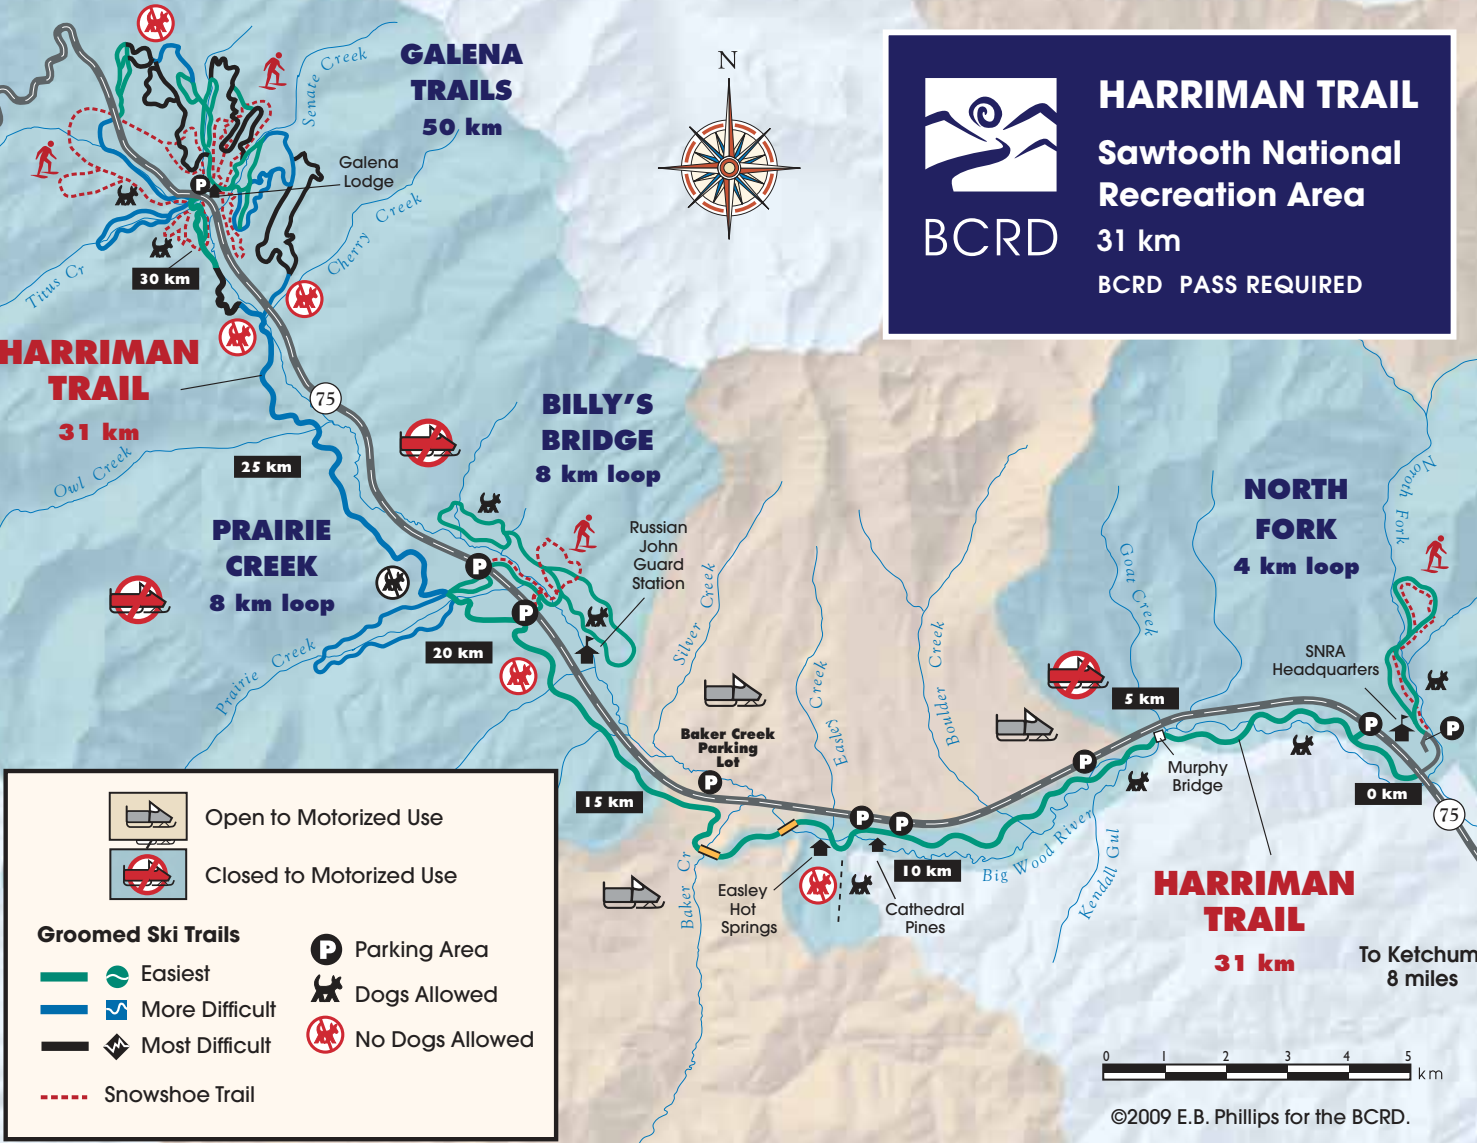 HARRIMAN TRAIL
Sawtooth National
Recreation Area
31 km
BCRD PASS REQUIRED
BCRD
N
GALENA
TRAILS
50 km
Senate Creek
Galena
Lodge
Cherry Creek
P
Titus Cr
30 km
HARRIMAN
TRAIL
31 km
75
Owl Creek
25 km
BILLY'S
BRIDGE
8 km loop
PRAIRIE
CREEK
8 km loop
Russian
John
Guard
Station
P
P
20 km
Prairie Creek
Silver Creek
Easley Creek
Boulder Creek
Goat Creek
North Fork
NORTH
FORK
4 km loop
SNRA
Headquarters
5 km
P
P
Baker Creek
Parking
Lot
P
P
P
P
Murphy
Bridge
0 km
75
15 km
10 km
Big Wood River
Kendall Gul
Baker Cr
Easley
Hot
Springs
Cathedral
Pines
HARRIMAN
TRAIL
31 km
To Ketchum
8 miles
Open to Motorized Use
Closed to Motorized Use
Groomed Ski Trails
Easiest
More Difficult
Most Difficult
Snowshoe Trail
P Parking Area
Dogs Allowed
No Dogs Allowed
0 1 2 3 4 5
km
©2009 E.B. Phillips for the BCRD.